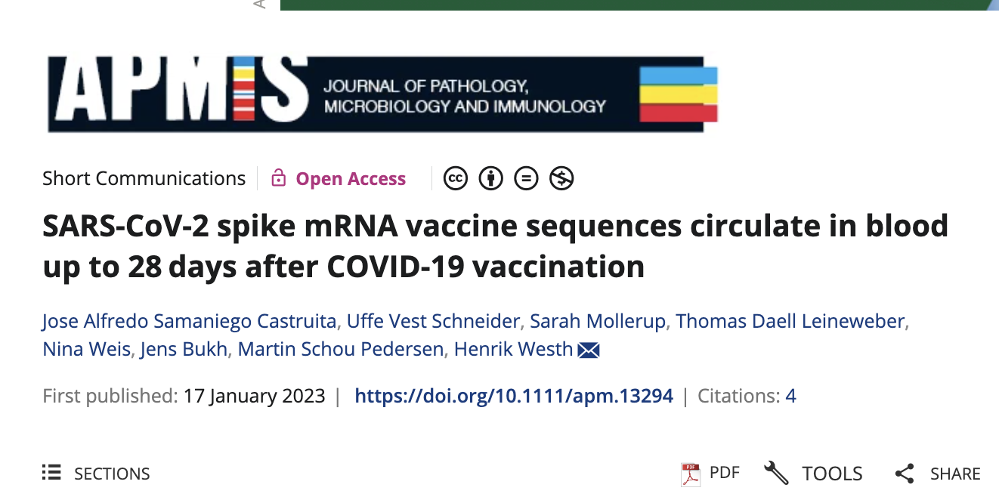 A
APMIS
JOURNAL OF PATHOLOGY,
MICROBIOLOGY AND IMMUNOLOGY
Short Communications
Open Access
cc
SARS-CoV-2 spike mRNA vaccine sequences circulate in blood
up to 28 days after COVID-19 vaccination
Jose Alfredo Samaniego Castruita, Uffe Vest Schneider, Sarah Mollerup, Thomas Daell Leineweber,
Nina Weis, Jens Bukh, Martin Schou Pedersen, Henrik Westh
First published: 17 January 2023 | https://doi.org/10.1111/apm.13294 | Citations: 4
SECTIONS
PDF
PDF
TOOLS
SHARE